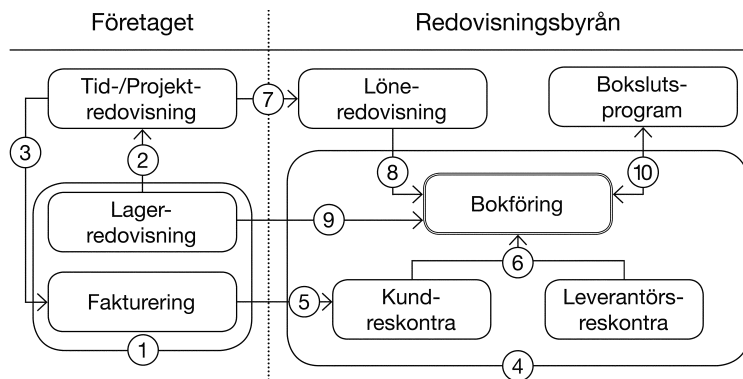 Företaget
Redovisningsbyrån
Tid-/Projekt-
redovisning
7
Löne-
redovisning
Boksluts-
program
3
2
8
10
Lager-
redovisning
9
Bokföring
6
Fakturering
5
Kund-
reskontra
Leverantörs-
reskontra
1
4